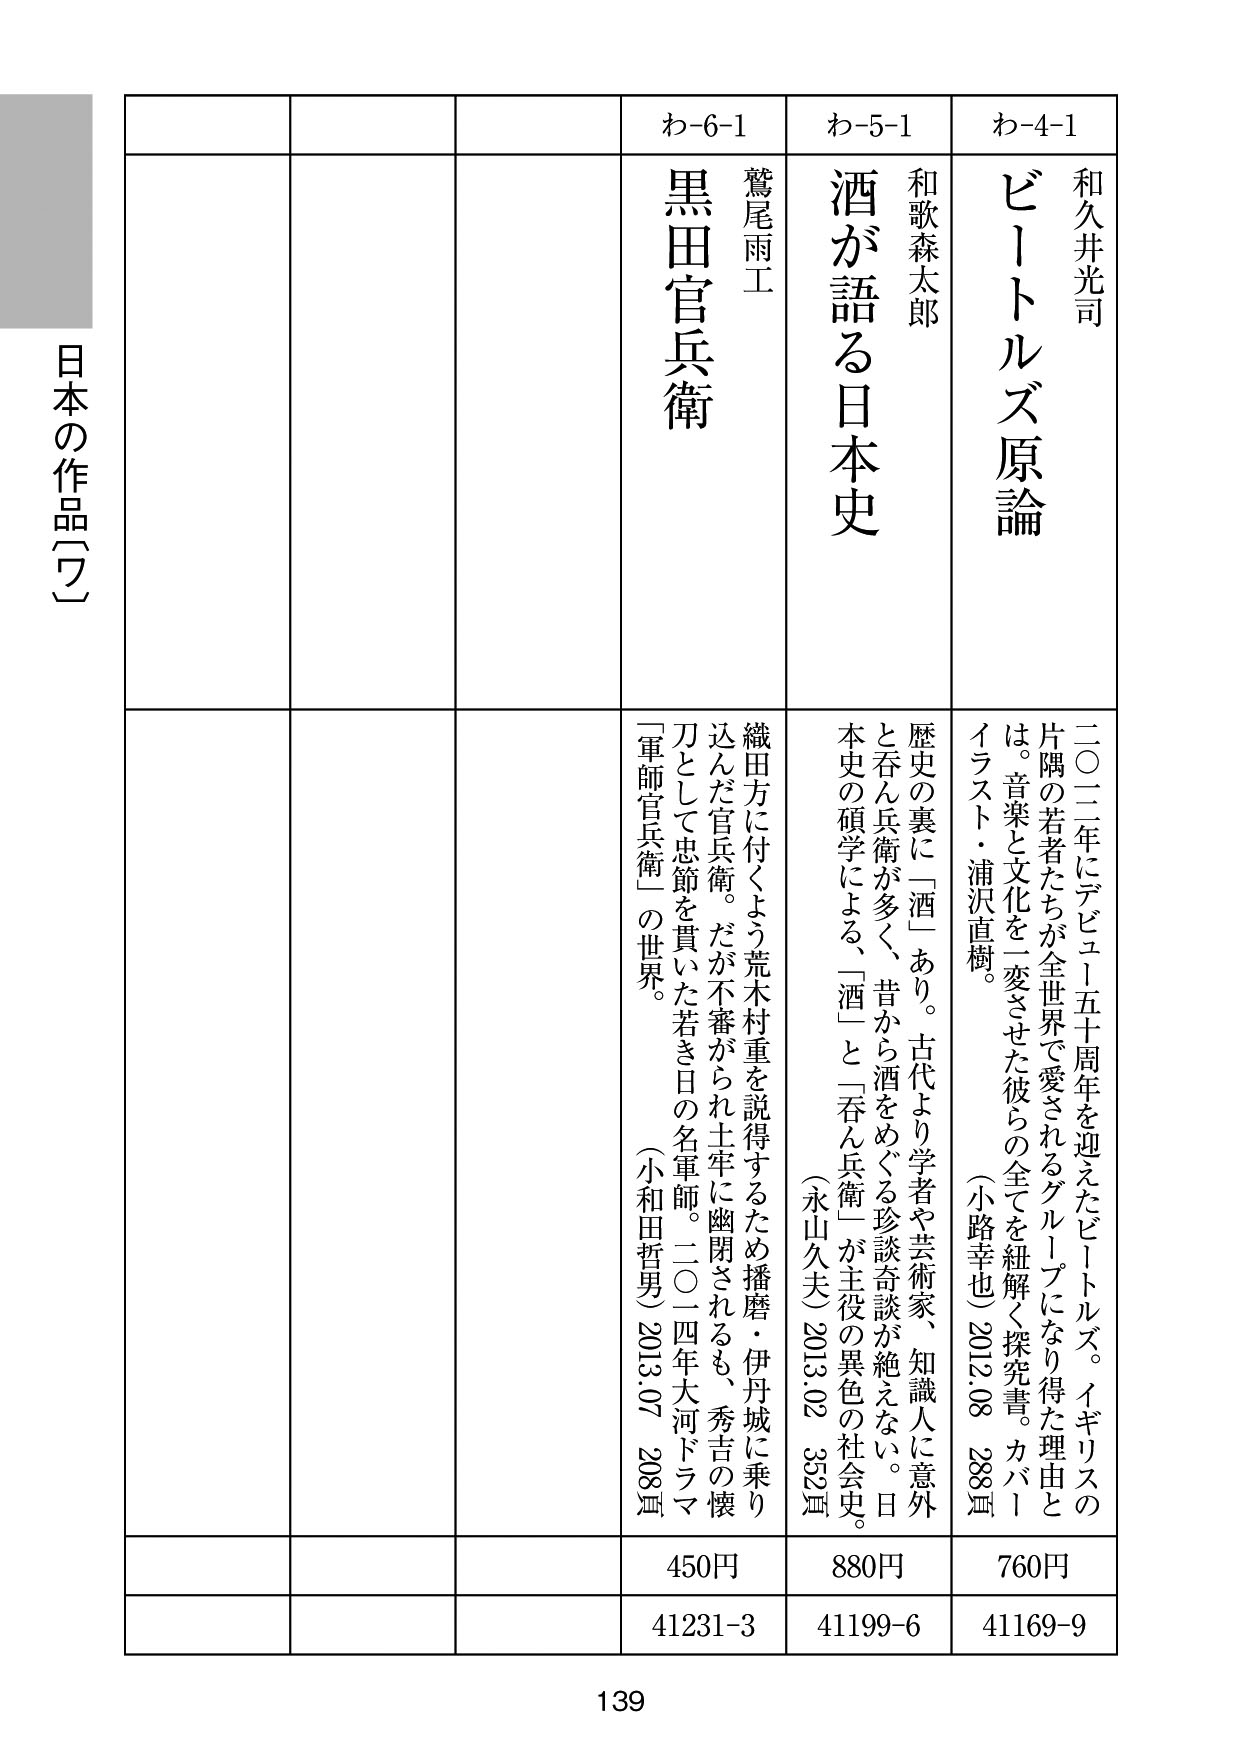 わ-4-1
和久井光司
ビートルズ原論
二〇一二年にデビュー五十周年を迎えたビートルズ。イギリスの
片隅の若者たちが全世界で愛されるグループになり得た理由と
は。音楽と文化を一変させた彼らの全てを紐解く探究書。カバー
イラスト・浦沢直樹。
（小路幸也）2012.08 288頁
760円
41169-9
わ-5-1
和歌森太郎
酒が語る日本史
歴史の裏に「酒」あり。古代より学者や芸術家、知識人に意外
と呑ん兵衛が多く、昔から酒をめぐる珍談奇談が絶えない。日
本史の碩学による、「酒」と「呑ん兵衛」が主役の異色の社会史。
（永山久夫）2013.02 352頁
880円
41199-6
わ-6-1
鷲尾雨工
黒田官兵衛
織田方に付くよう荒木村重を説得するため播磨・伊丹城に乗り
込んだ官兵衛。だが不審がられ土牢に幽閉されるも、秀吉の懐
刀として忠節を貫いた若き日の名軍師。二〇一四年大河ドラマ
「軍師官兵衛」の世界。
（小和田哲男）2013.07 208頁
450円
41231-3
日本の作品〔ワ〕
139